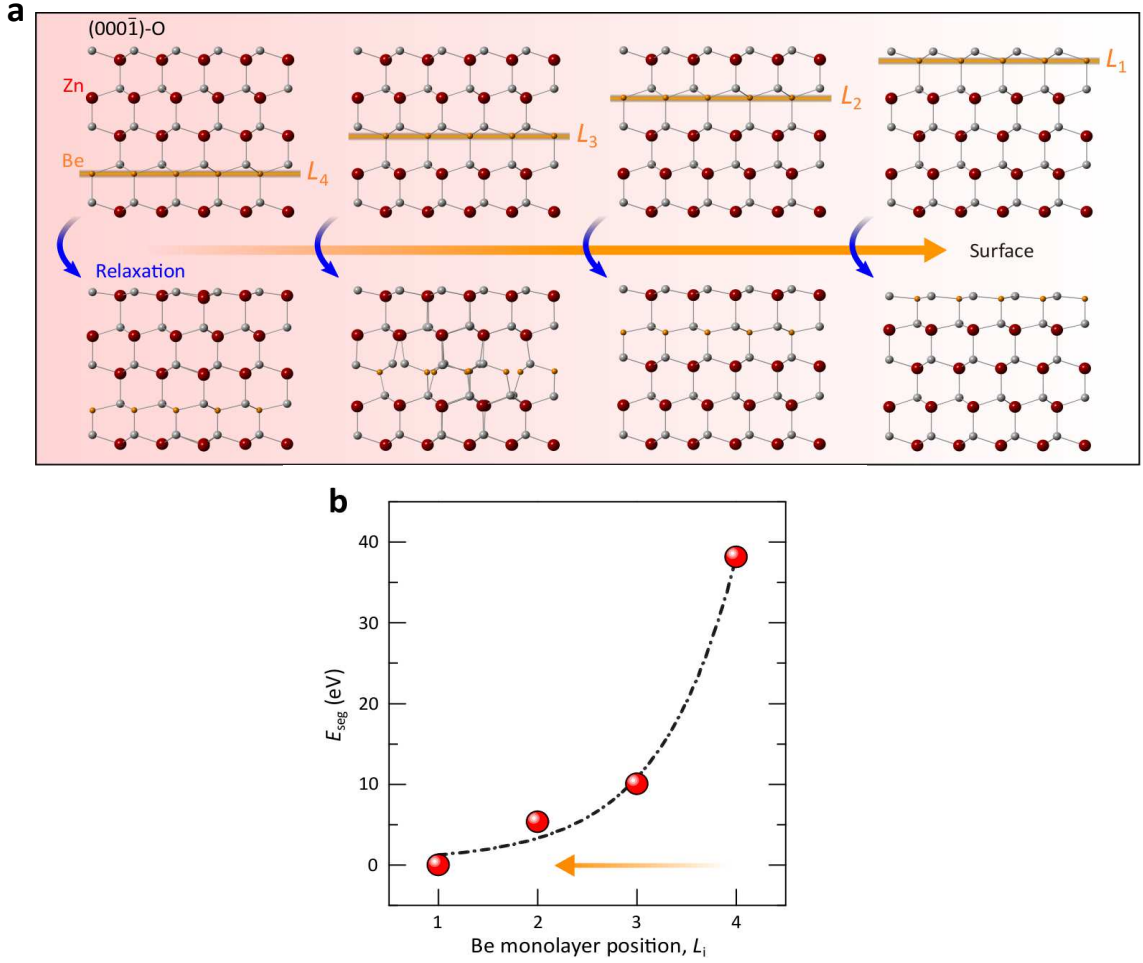 a
(0001̄)-O
Zn
Be
L4
L3
L2
L1
Relaxation
Surface
b
40
30
20
10
0
Eseg (eV)
1 2 3 4
Be monolayer position, Li